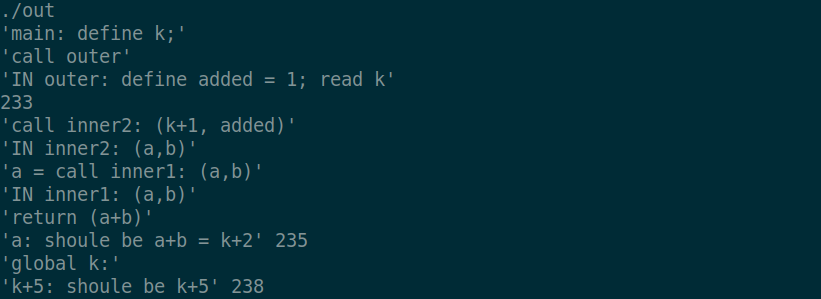 ./out
'main: define k;'
'call outer'
'IN outer: define added = 1; read k'
233
'call inner2: (k+1, added)'
'IN inner2: (a,b)'
'a = call inner1: (a,b)'
'IN inner1: (a,b)'
'return (a+b)'
'a: shoule be a+b = k+2' 235
'global k:'
'k+5: shoule be k+5' 238